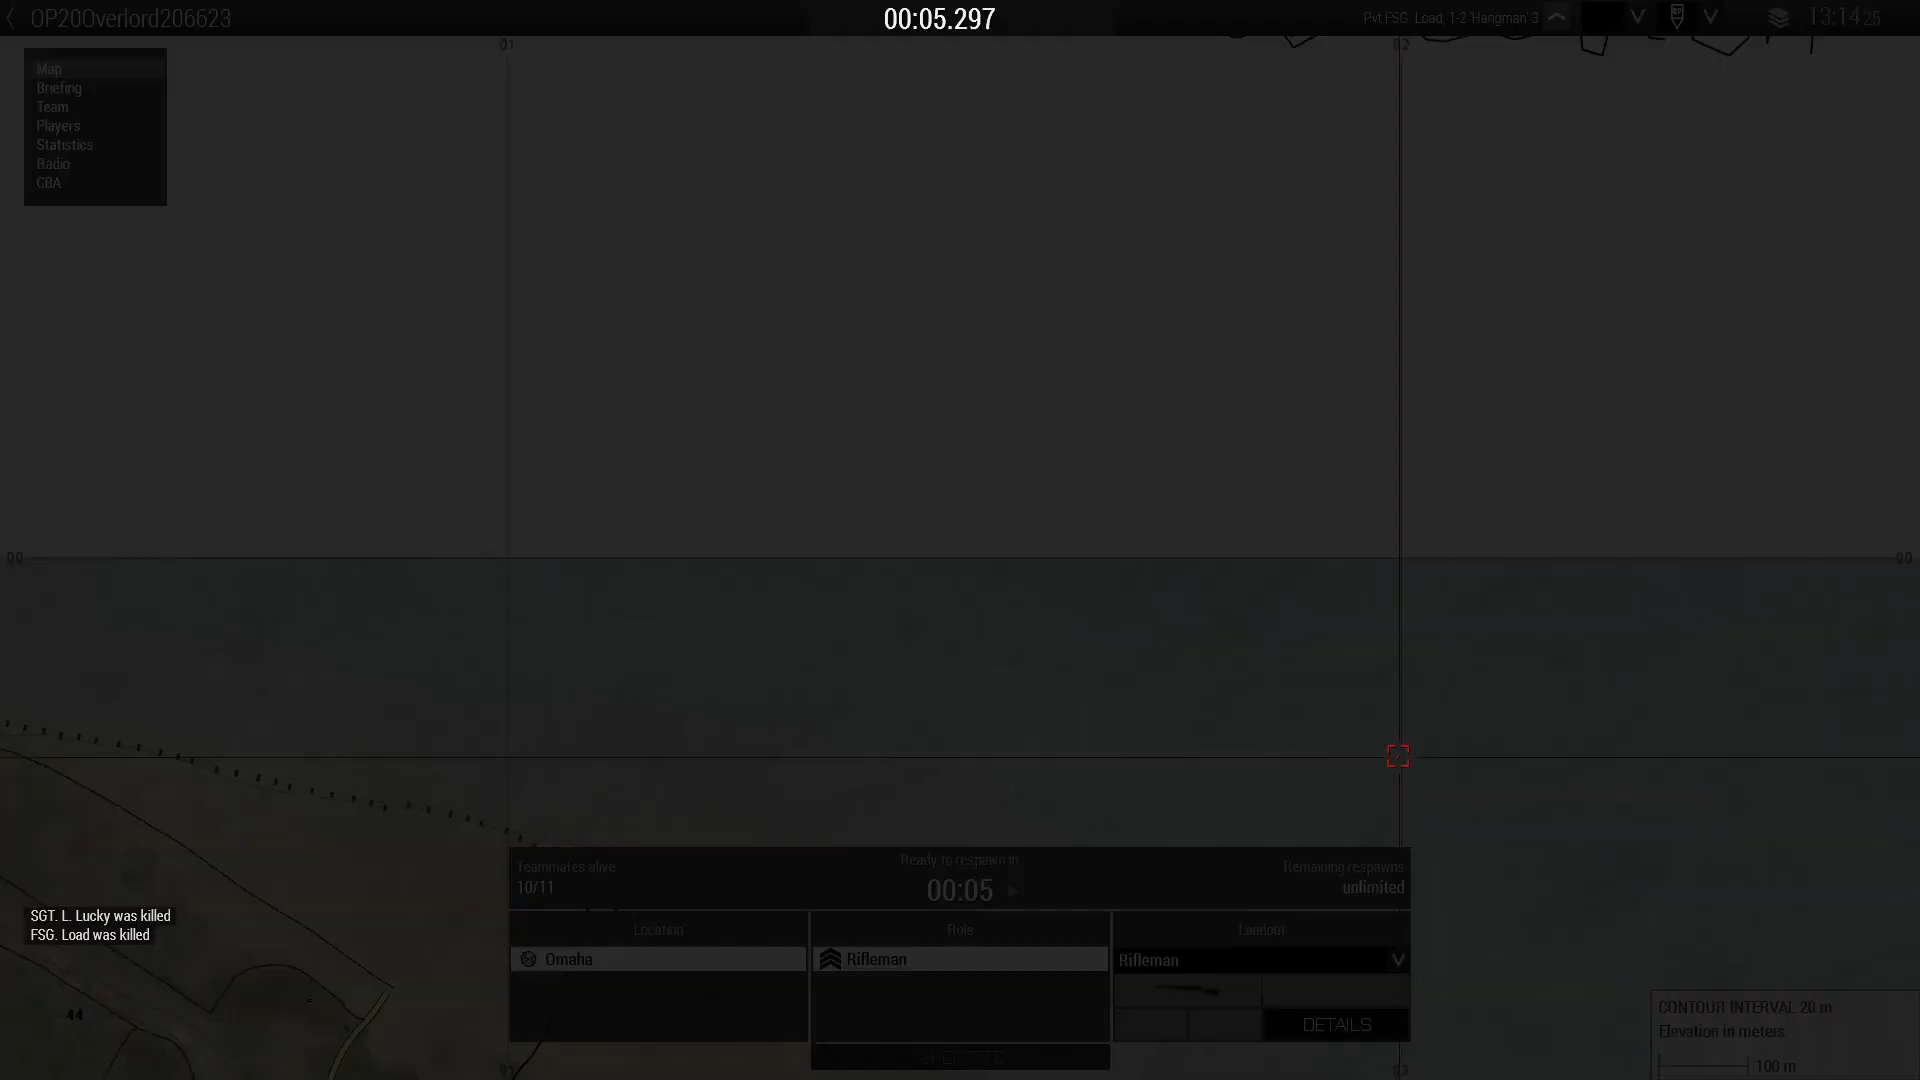 OP20Overlord206623
00:05.297
Pvt FSG. Load, 1-2 'Hangman' 3
13:14 25
01
02
Map
Briefing
Team
Players
Statistics
Radio
CBA
00
00
Teammates alive
10/11
Ready to respawn in
00:05
Remaining respawns
unlimited
SGT. L. Lucky was killed
FSG. Load was killed
Location
Role
Loadout
Omaha
Rifleman
Rifleman
DETAILS
44
CONTOUR INTERVAL 20 m
Elevation in meters
100 m
01
02